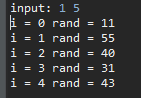 input: 1 5
i = 0 rand = 11
i = 1 rand = 55
i = 2 rand = 40
i = 3 rand = 31
i = 4 rand = 43